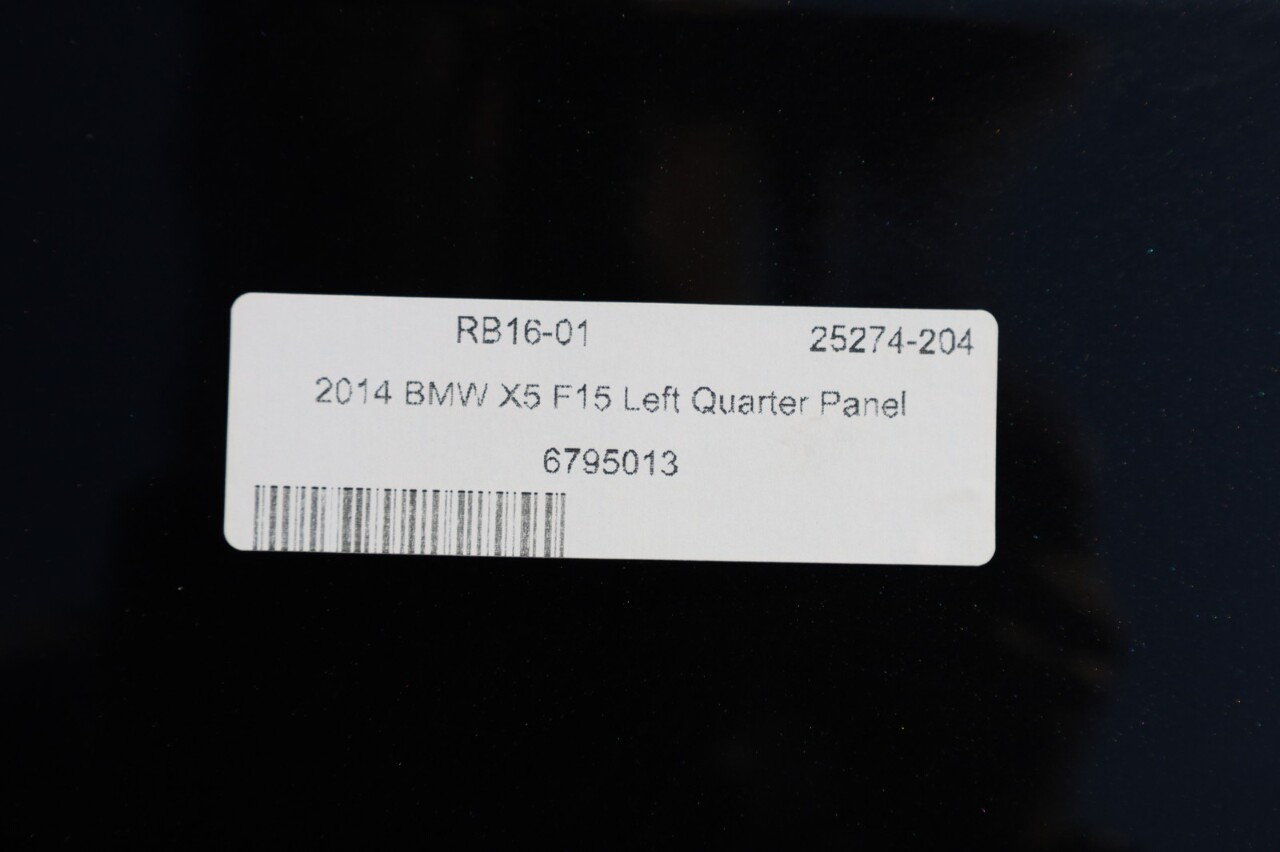 RB16-01 25274-204
2014 BMW X5 F15 Left Quarter Panel
6795013